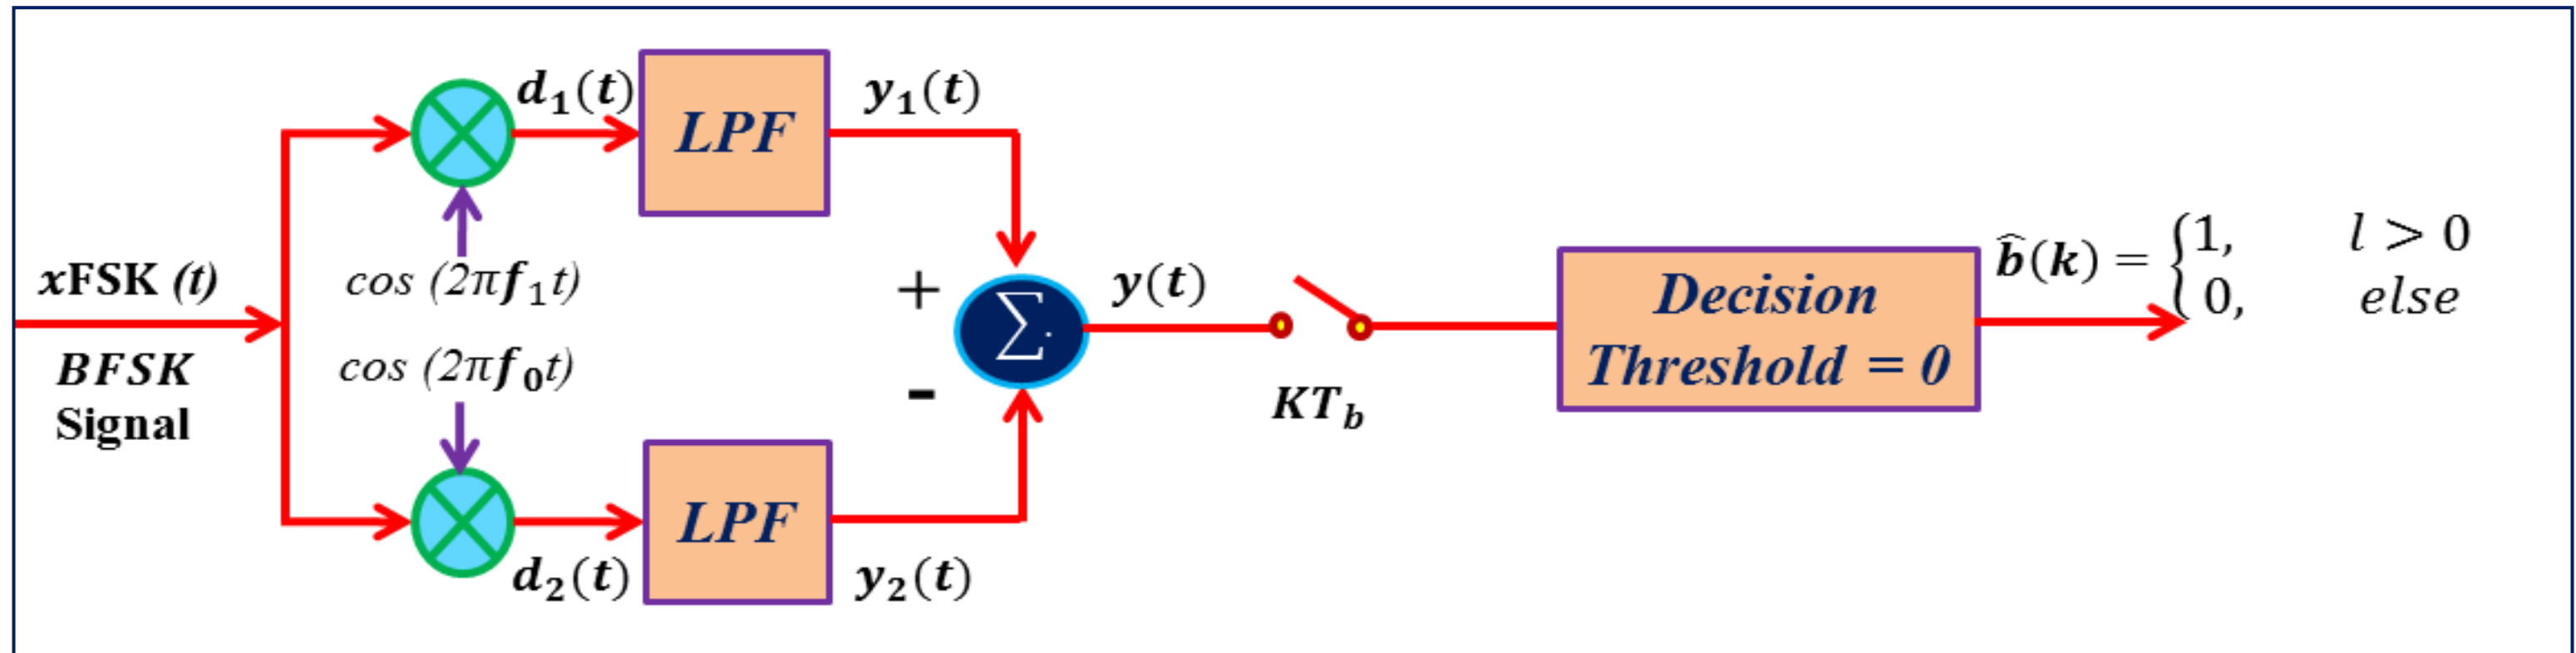 d₁(t)
LPF
y₁(t)
xFSK (t)
BFSK
Signal
cos (2πf₁t)
cos (2πf₀t)
d₂(t)
LPF
y₂(t)
+
-
∑.
y(t)
KT_b
Decision
Threshold = 0
b̂(k) = {1, l > 0
0, else